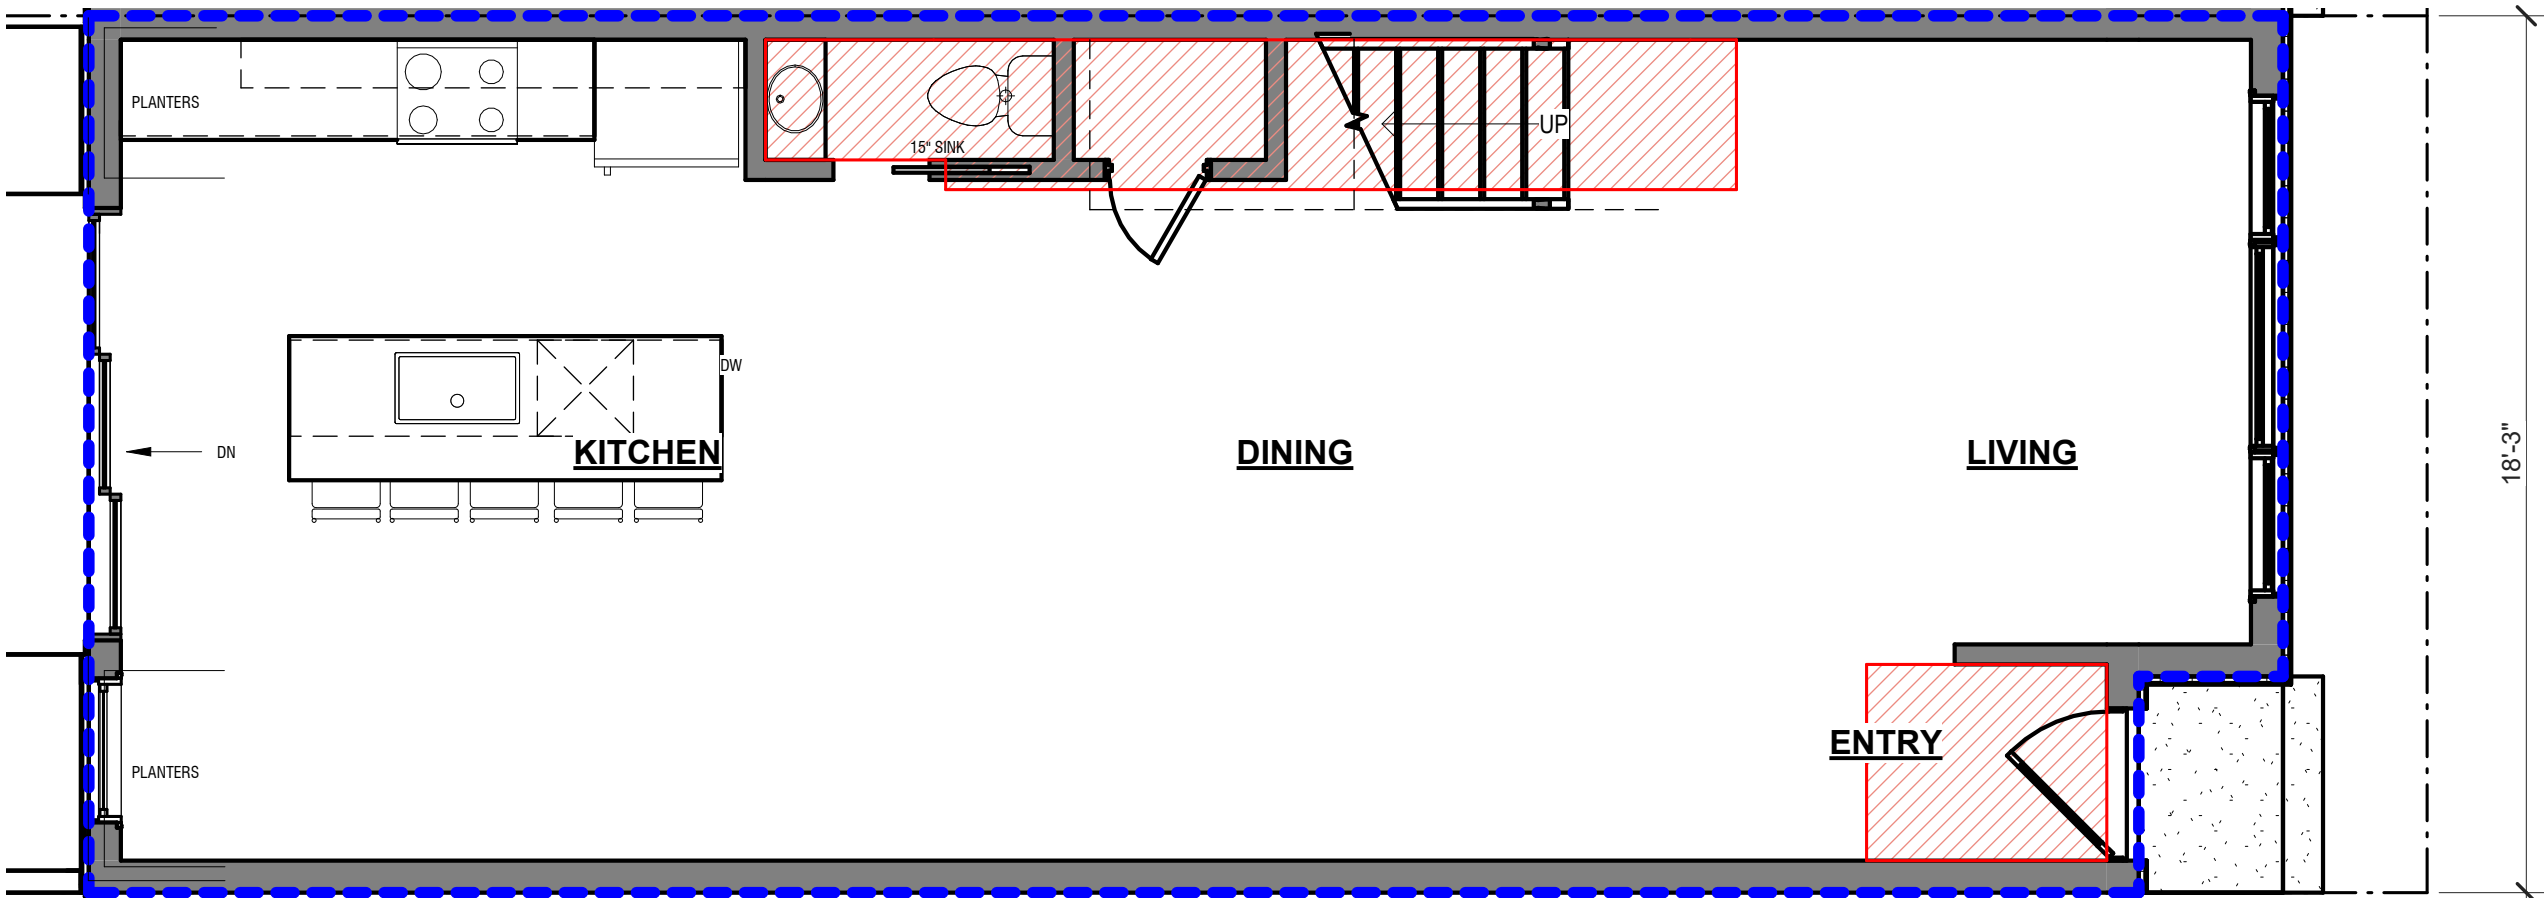 PLANTERS
15" SINK
UP
DW
DN
KITCHEN
DINING
LIVING
18'-3"
ENTRY
PLANTERS